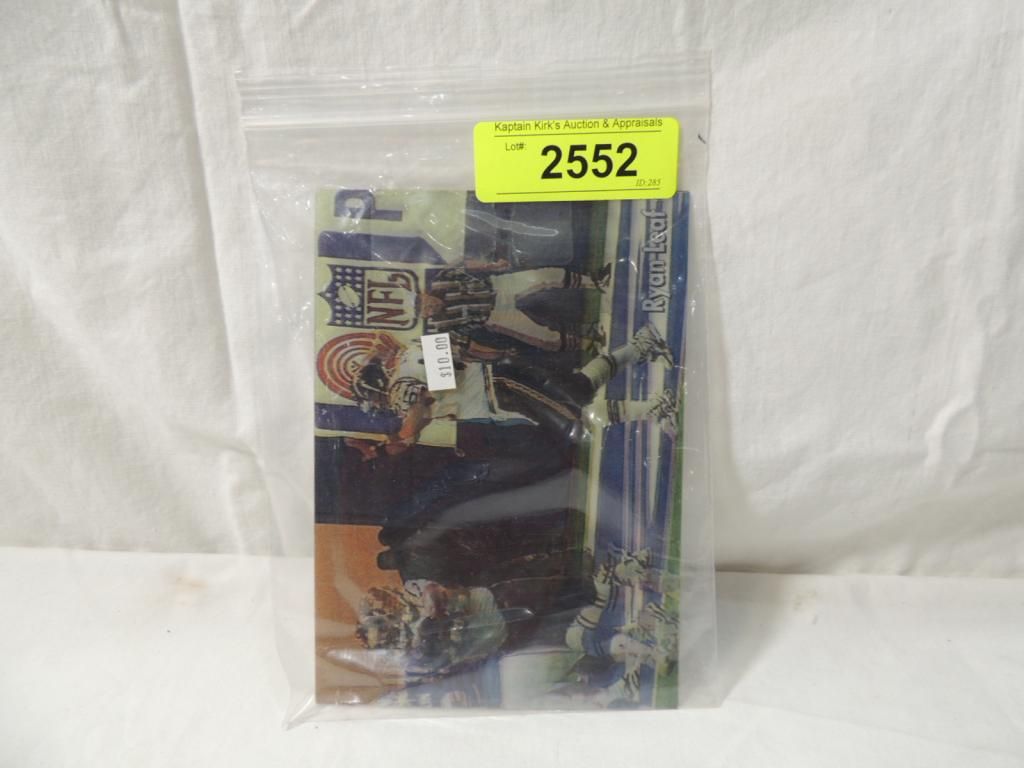 Kaptain Kirk's Auction & Appraisals
Lot#: 2552
ID:285
P
NFL
$10.00
Ryan Leaf